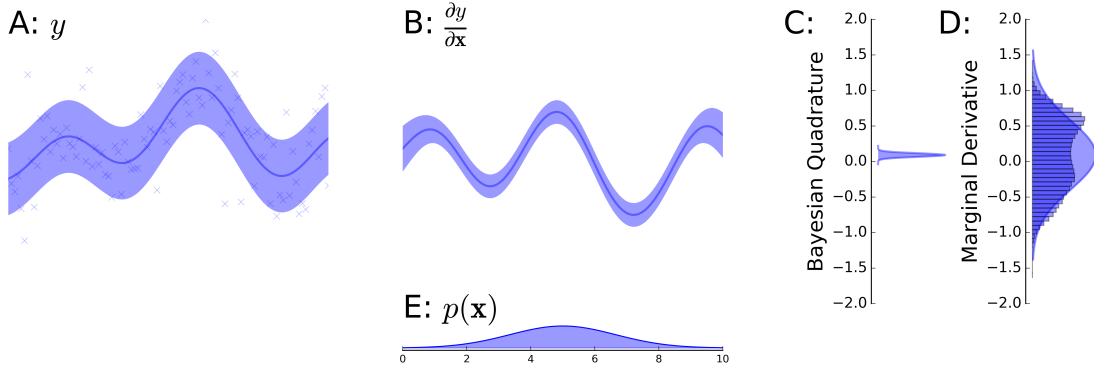 A: y
B: ∂y/∂x
C:
Bayesian Quadrature
2.0
1.5
1.0
0.5
0.0
−0.5
−1.0
−1.5
−2.0
D:
Marginal Derivative
2.0
1.5
1.0
0.5
0.0
−0.5
−1.0
−1.5
−2.0
E: p(x)
0 2 4 6 8 10